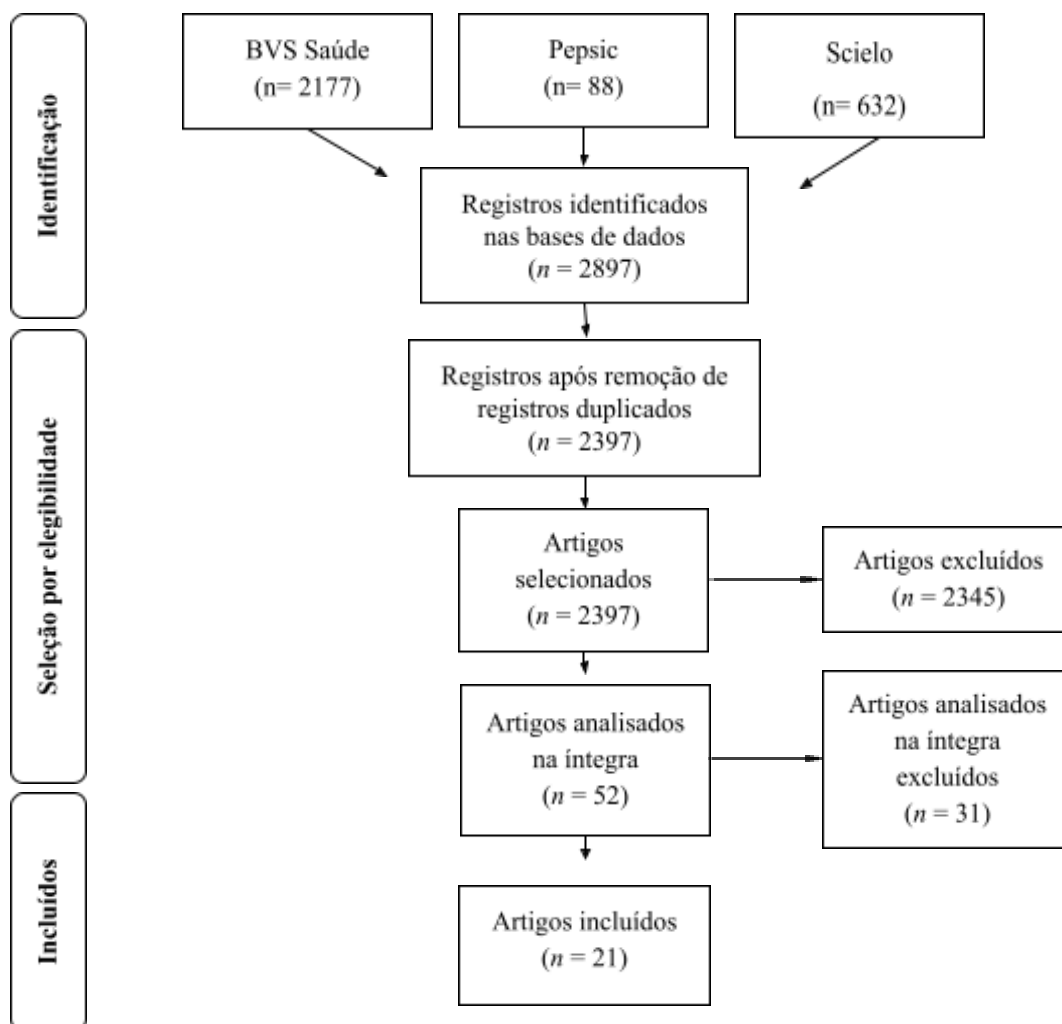 Identificação
BVS Saúde
(n= 2177)
Pepsic
(n= 88)
Scielo
(n= 632)
Registros identificados
nas bases de dados
(n = 2897)
Seleção por elegibilidade
Registros após remoção de
registros duplicados
(n = 2397)
Artigos
selecionados
(n = 2397)
Artigos excluídos
(n = 2345)
Artigos analisados
na íntegra
(n = 52)
Artigos analisados
na íntegra
excluídos
(n = 31)
Incluídos
Artigos incluídos
(n = 21)